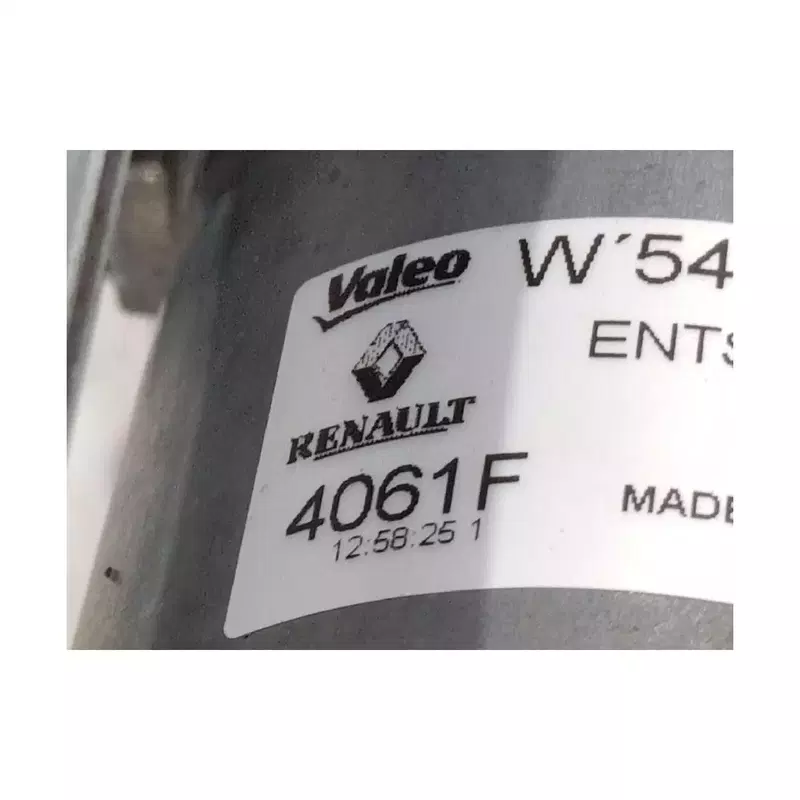 Valeo W´54
ENTS
RENAULT
4061F MADE
12:58:25 1